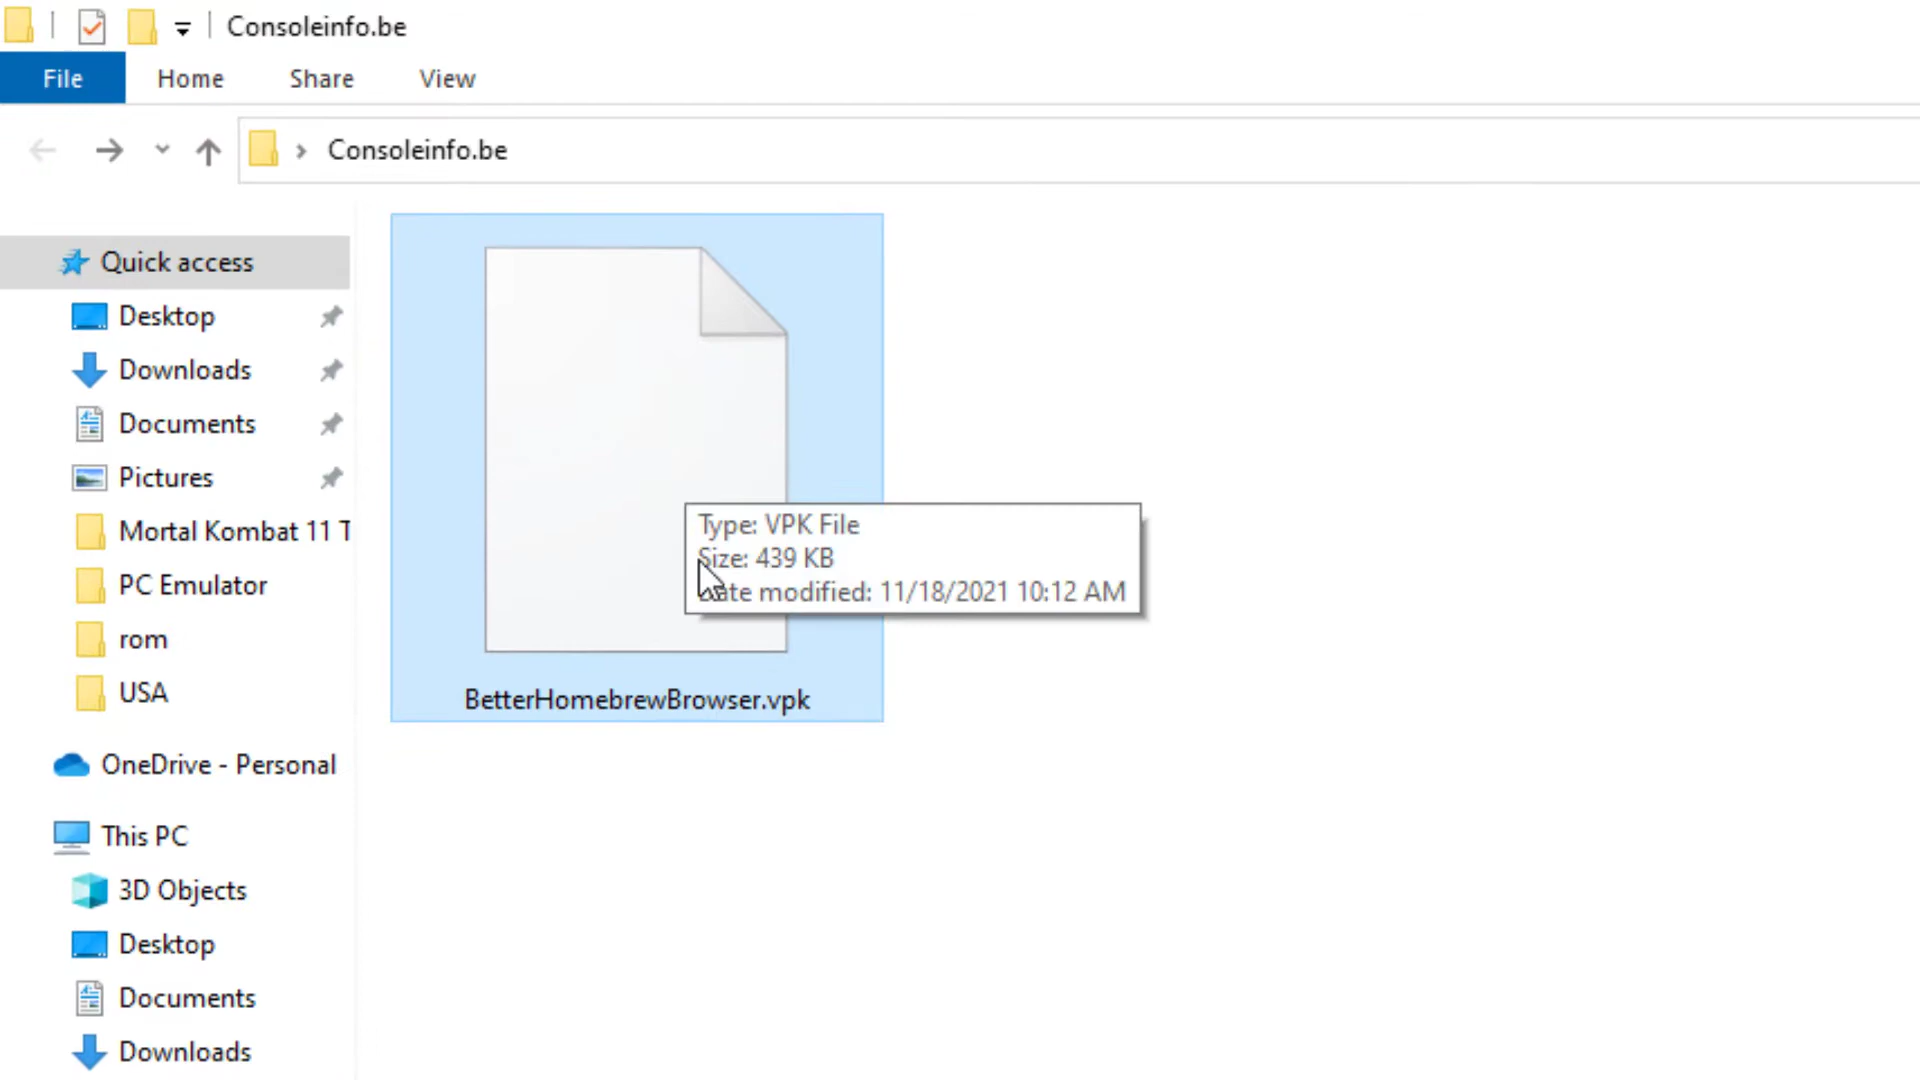 Consoleinfo.be
File Home Share View
Consoleinfo.be
Quick access
Desktop
Downloads
Documents
Pictures
Mortal Kombat 11 T
PC Emulator
rom
USA
OneDrive - Personal
This PC
3D Objects
Desktop
Documents
Downloads
Type: VPK File
Size: 439 KB
Date modified: 11/18/2021 10:12 AM
BetterHomebrewBrowser.vpk